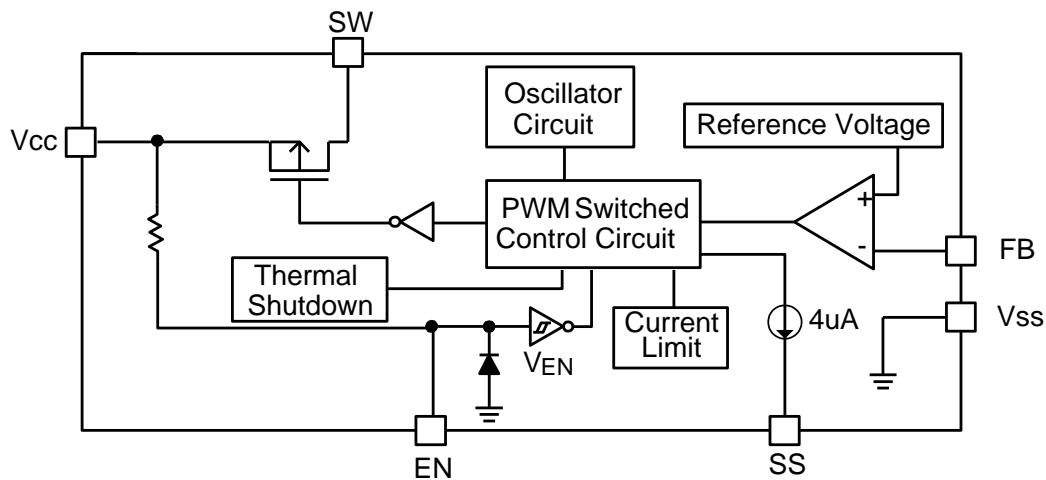 SW
Oscillator
Circuit
Reference Voltage
Vcc
PWM Switched
Control Circuit
+
-
FB
Thermal
Shutdown
Current
Limit
4uA
Vss
VEN
EN
SS